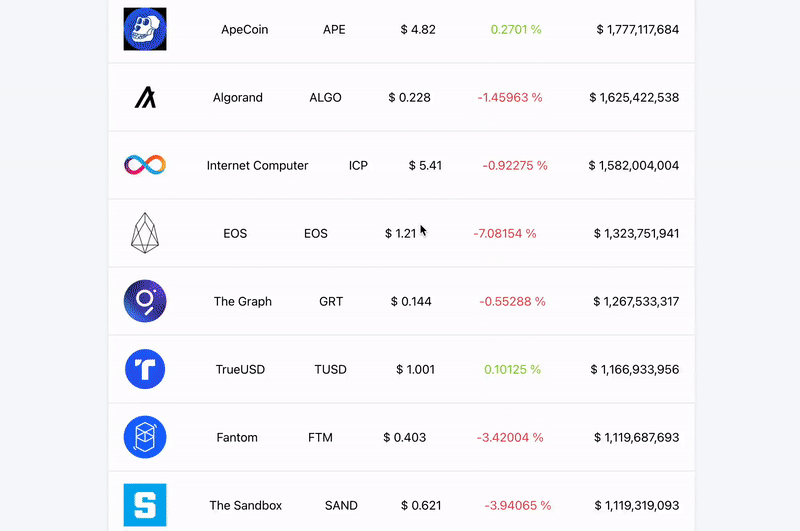 ApeCoin APE $ 4.82 0.2701 % $ 1,777,117,684
Algorand ALGO $ 0.228 -1.45963 % $ 1,625,422,538
Internet Computer ICP $ 5.41 -0.92275 % $ 1,582,004,004
EOS EOS $ 1.21 -7.08154 % $ 1,323,751,941
The Graph GRT $ 0.144 -0.55288 % $ 1,267,533,317
TrueUSD TUSD $ 1.001 0.10125 % $ 1,166,933,956
Fantom FTM $ 0.403 -3.42004 % $ 1,119,687,693
The Sandbox SAND $ 0.621 -3.94065 % $ 1,119,319,093